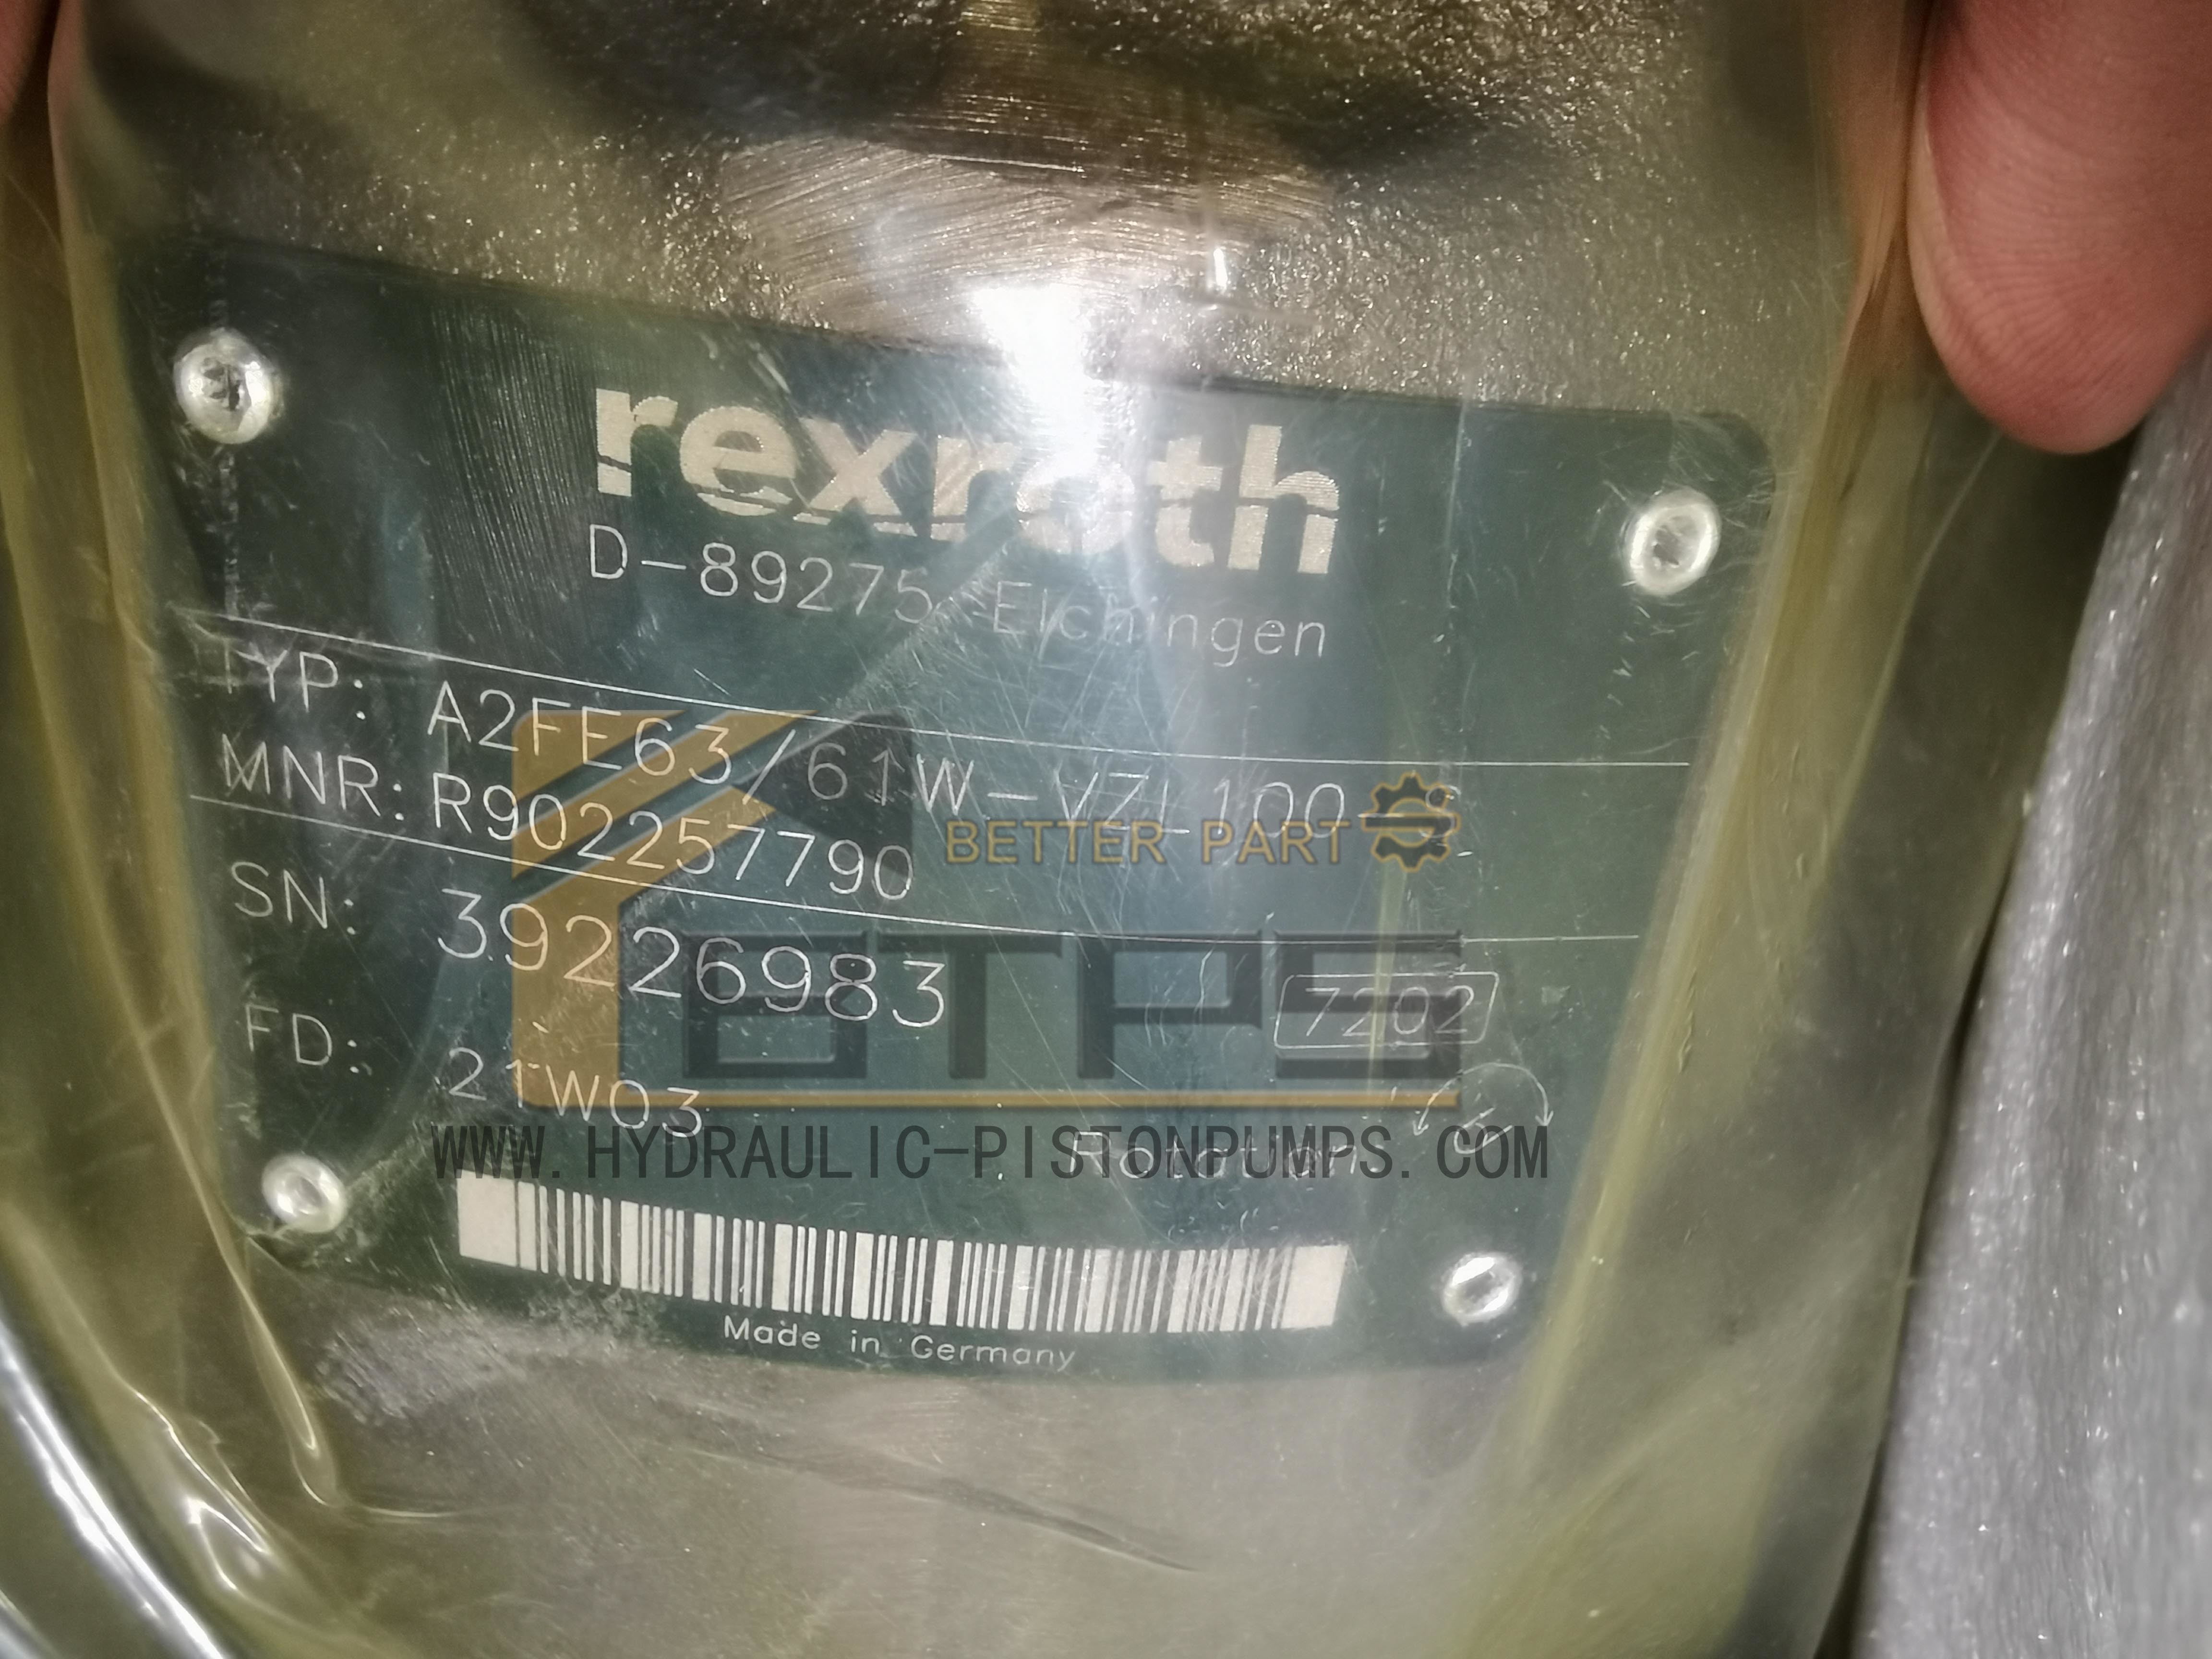 rexroth
D-89275 Elchingen
TYP: A2FE63/61W-VZL100
MNR: R902257790
BETTER PART
SN: 39226983
7202
BTPS
FD: 21W03
Rotation
WWW.HYDRAULIC-PISTONPUMPS.COM
Made in Germany